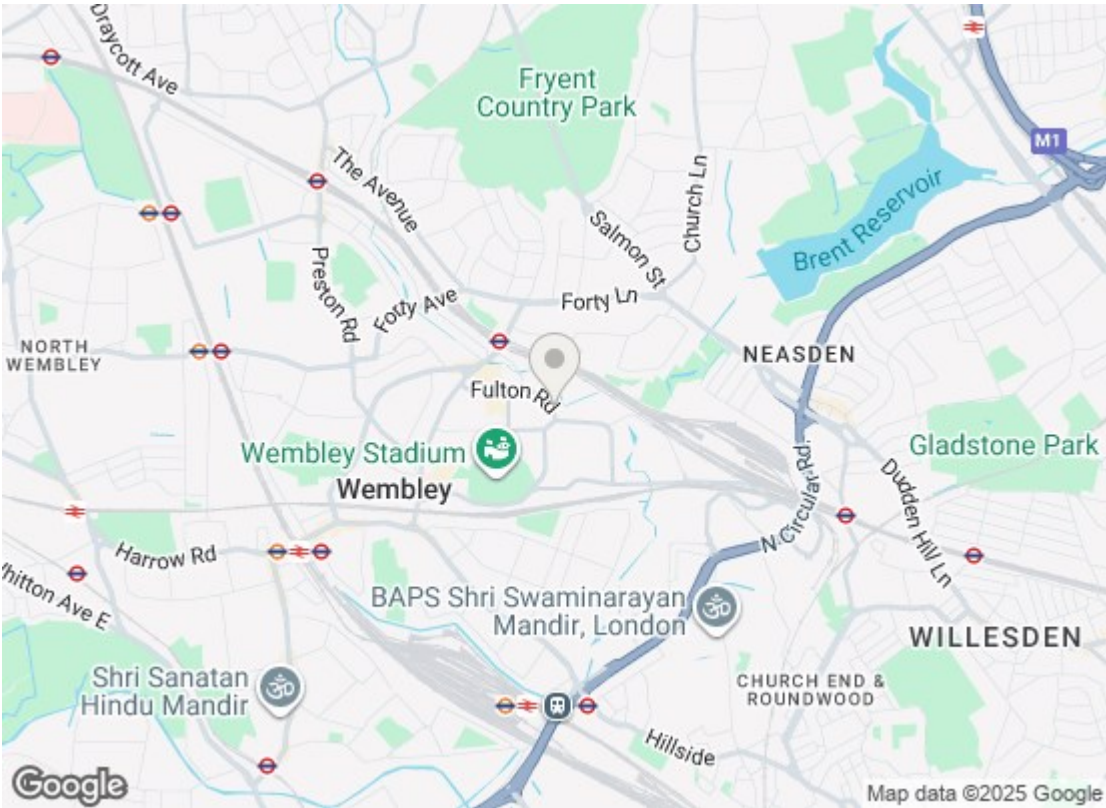 Draycott Ave
Fryent
Country Park
M1
The Avenue
Church Ln
Brent Reservoir
Salmon St
Preston Rd
Forty Ave
Forty Ln
NORTH
WEMBLEY
NEASDEN
Fulton Rd
Wembley Stadium
Wembley
Gladstone Park
Dudden Hill Ln
N Circular Rd.
Harrow Rd
Whitton Ave E
BAPS Shri Swaminarayan
Mandir, London
WILLESDEN
Shri Sanatan
Hindu Mandir
CHURCH END &
ROUNDWOOD
Hillside
Google
Map data ©2025 Google